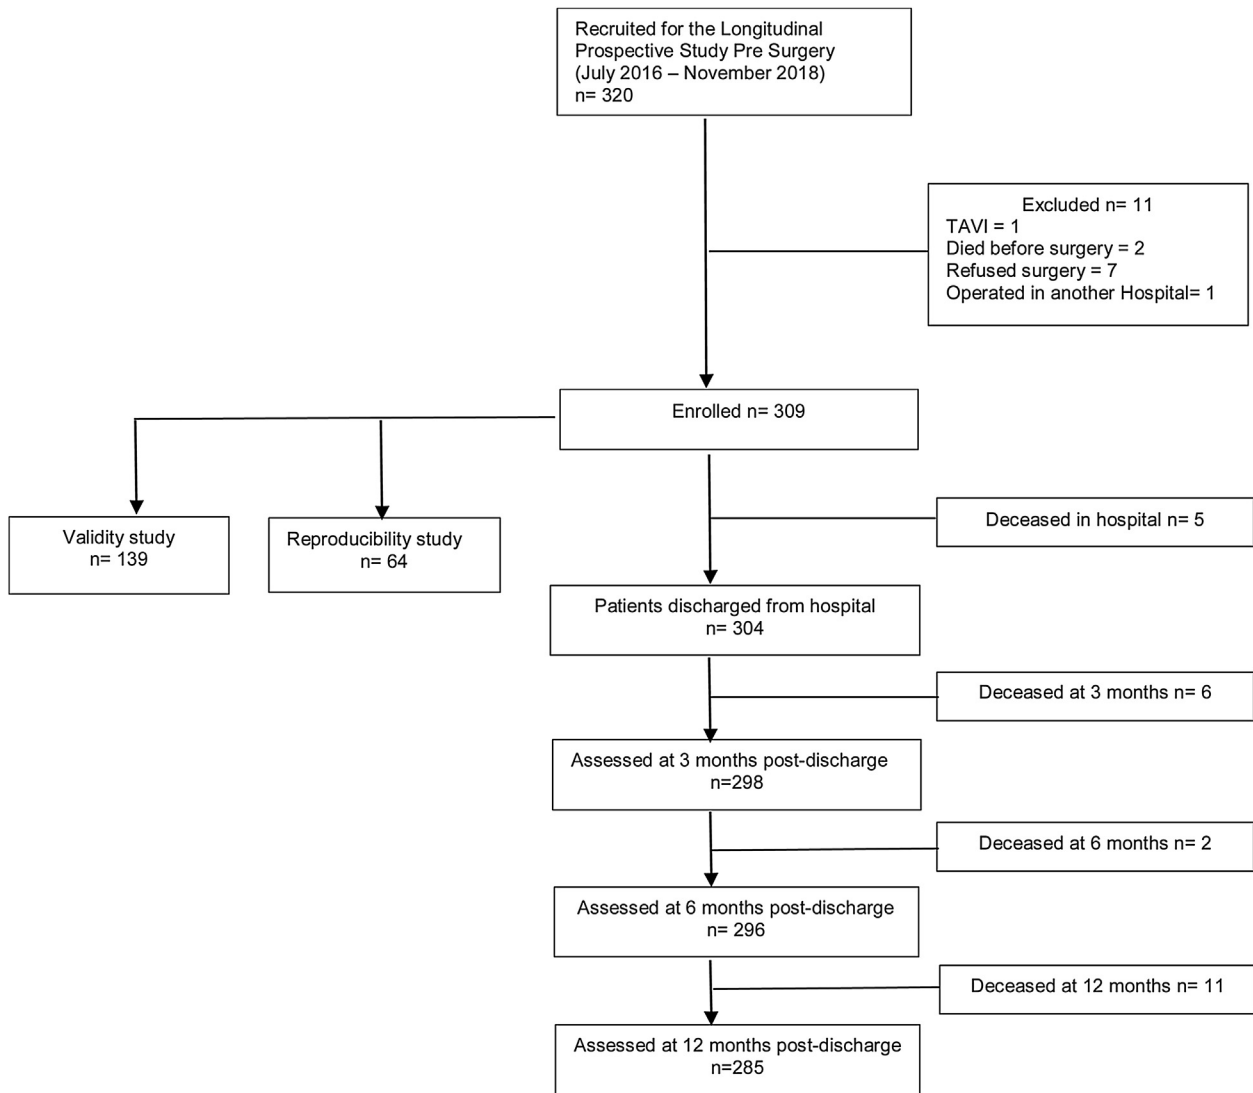 Recruited for the Longitudinal
Prospective Study Pre Surgery
(July 2016 – November 2018)
n= 320
Excluded n= 11
TAVI = 1
Died before surgery = 2
Refused surgery = 7
Operated in another Hospital= 1
Enrolled n= 309
Validity study
n= 139
Reproducibility study
n= 64
Deceased in hospital n= 5
Patients discharged from hospital
n= 304
Deceased at 3 months n= 6
Assessed at 3 months post-discharge
n=298
Deceased at 6 months n= 2
Assessed at 6 months post-discharge
n= 296
Deceased at 12 months n= 11
Assessed at 12 months post-discharge
n=285